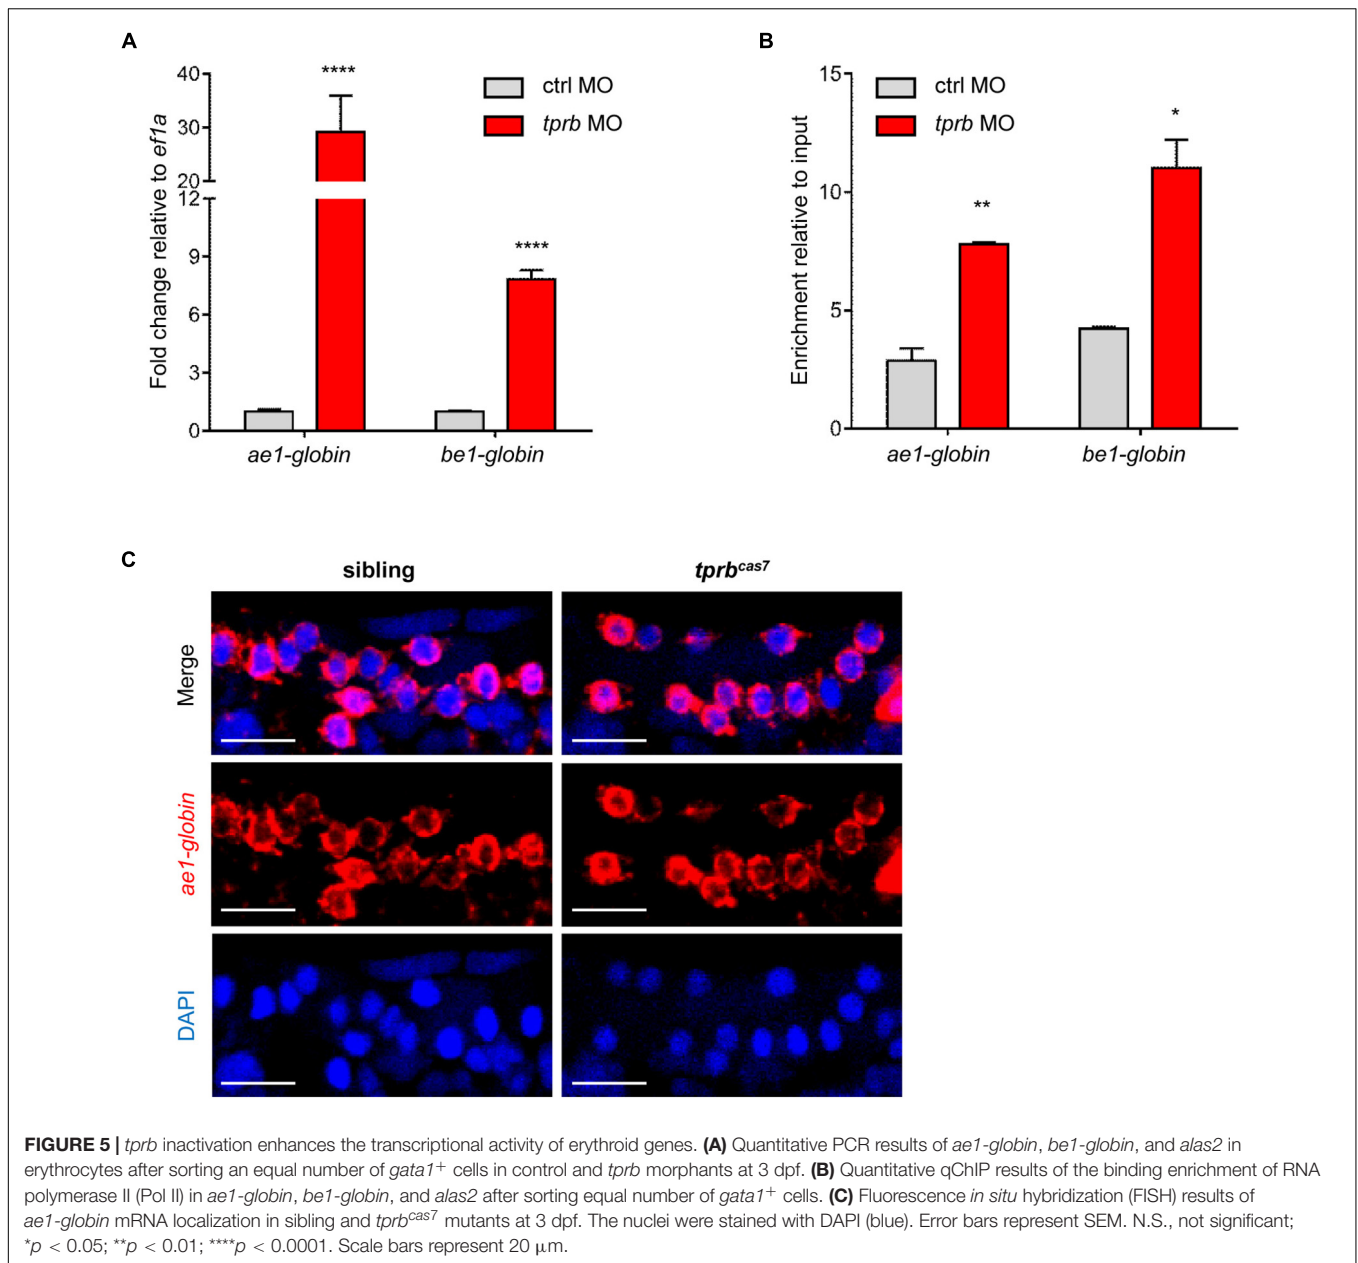 A
40
30
20
12
9
6
3
0
Fold change relative to ef1a
****
****
ctrl MO
tprb MO
ae1-globin
be1-globin
B
15
10
5
0
Enrichment relative to input
ctrl MO
tprb MO
**
*
ae1-globin
be1-globin
C
sibling
tprbcas7
Merge
ae1-globin
DAPI
FIGURE 5 | tprb inactivation enhances the transcriptional activity of erythroid genes. (A) Quantitative PCR results of ae1-globin, be1-globin, and alas2 in
erythrocytes after sorting an equal number of gata1+ cells in control and tprb morphants at 3 dpf. (B) Quantitative qChIP results of the binding enrichment of RNA
polymerase II (Pol II) in ae1-globin, be1-globin, and alas2 after sorting equal number of gata1+ cells. (C) Fluorescence in situ hybridization (FISH) results of
ae1-globin mRNA localization in sibling and tprbcas7 mutants at 3 dpf. The nuclei were stained with DAPI (blue). Error bars represent SEM. N.S., not significant;
*p < 0.05; **p < 0.01; ****p < 0.0001. Scale bars represent 20 μm.